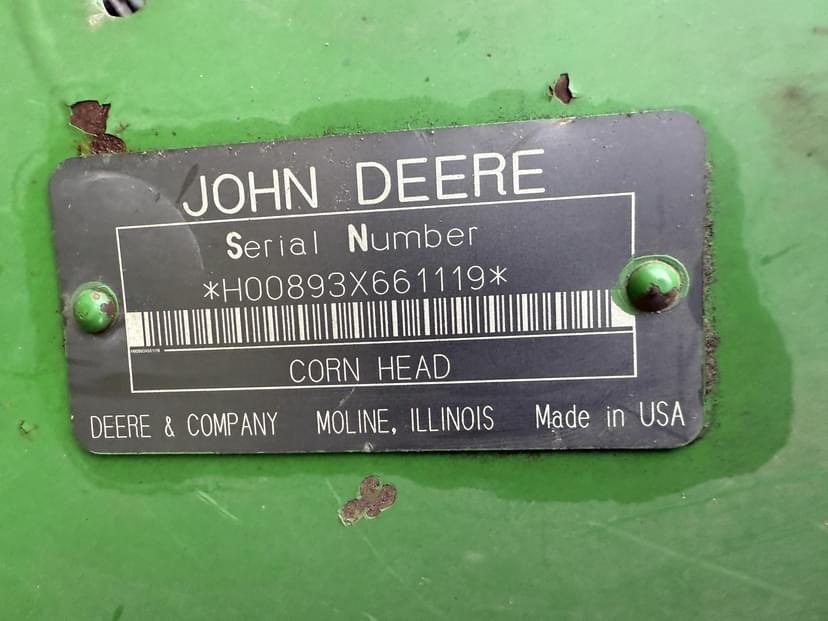 JOHN DEERE
Serial Number
*H00893X661119*
CORN HEAD
DEERE & COMPANY MOLINE, ILLINOIS Made in USA